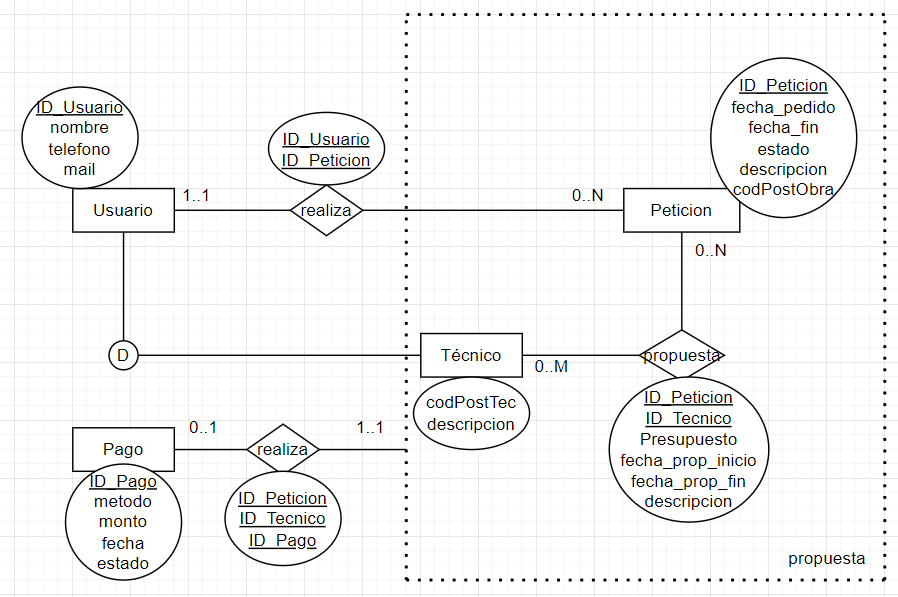 ID_Usuario
nombre
telefono
mail
Usuario
1..1
ID_Usuario
ID_Peticion
realiza
0..N
Peticion
ID_Peticion
fecha_pedido
fecha_fin
estado
descripcion
codPostObra
0..N
D
Técnico
0..M
propuesta
codPostTec
descripcion
ID_Peticion
ID_Tecnico
Presupuesto
fecha_prop_inicio
fecha_prop_fin
descripcion
Pago
0..1
realiza
1..1
ID_Pago
metodo
monto
fecha
estado
ID_Peticion
ID_Tecnico
ID_Pago
propuesta